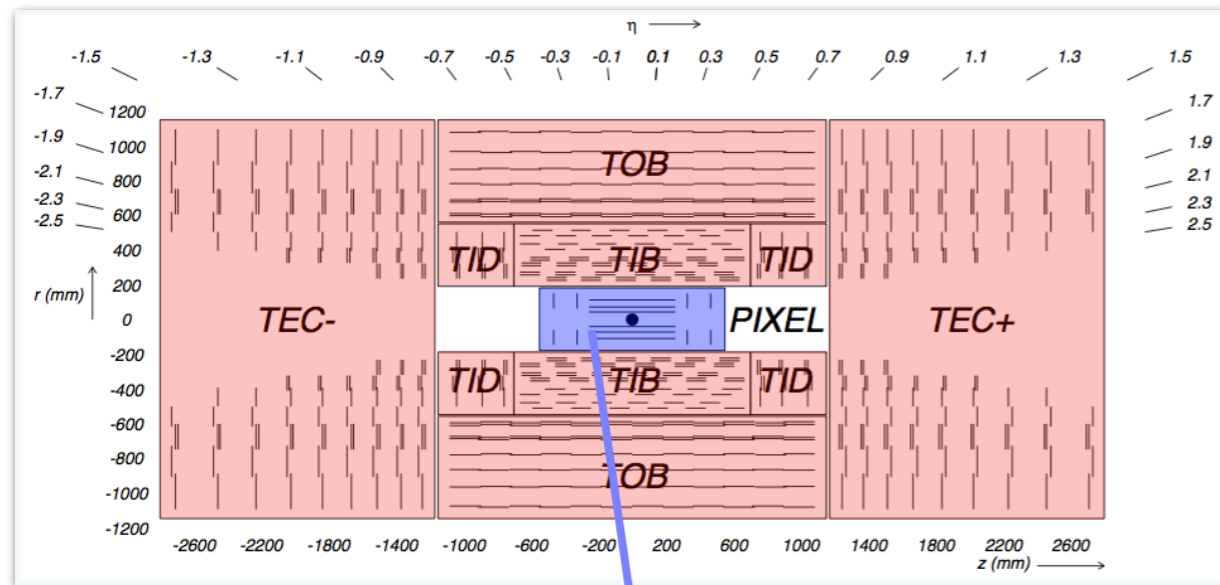 η
-1.5 -1.3 -1.1 -0.9 -0.7 -0.5 -0.3 -0.1 0.1 0.3 0.5 0.7 0.9 1.1 1.3 1.5
-1.7 1200 1.7
-1.9 1000 TOB 1.9
-2.1 800 2.1
-2.3 600 2.3
-2.5 400 TID TIB TID 2.5
r (mm) 200
0 TEC- PIXEL TEC+
-200
-400 TID TIB TID
-600
-800 TOB
-1000
-1200
-2600 -2200 -1800 -1400 -1000 -600 -200 200 600 1000 1400 1800 2200 2600
z (mm)